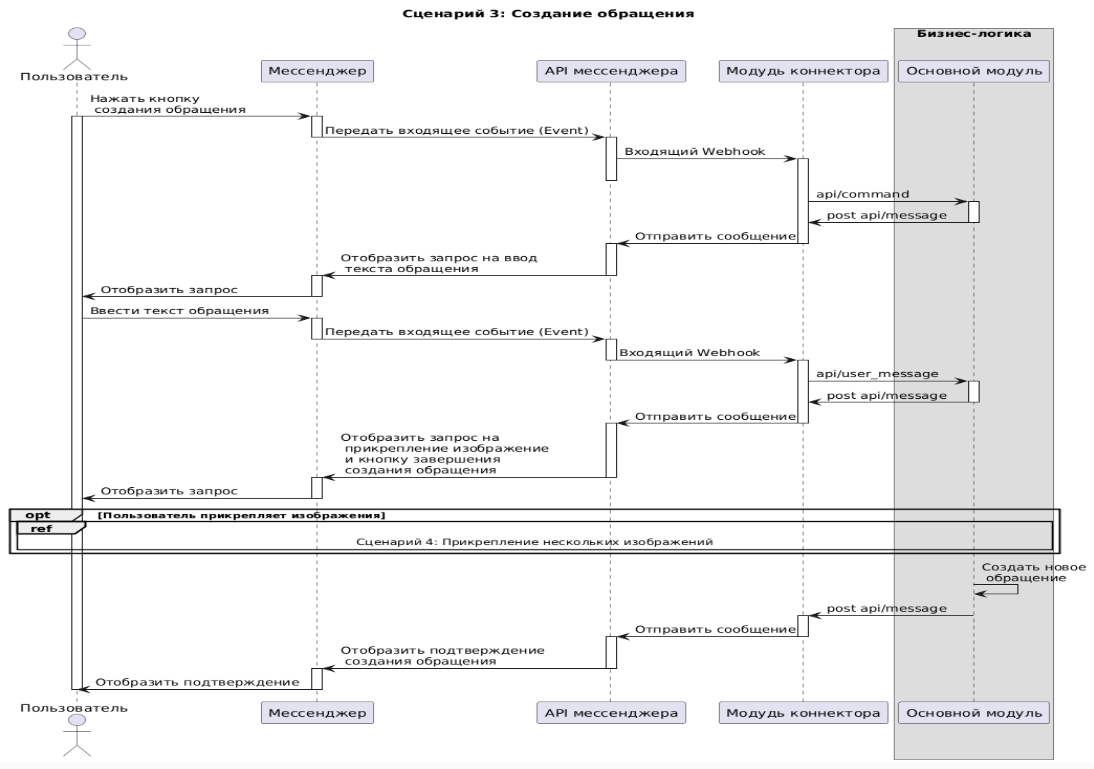 Сценарий 3: Создание обращения
Бизнес-логика
Пользователь
Мессенджер
API мессенджера
Модудь коннектора
Основной модуль
Нажать кнопку
создания обращения
Передать входящее событие (Event)
Входящий Webhook
api/command
post api/message
Отправить сообщение
Отобразить запрос на ввод
текста обращения
Отобразить запрос
Ввести текст обращения
Передать входящее событие (Event)
Входящий Webhook
api/user_message
post api/message
Отправить сообщение
Отобразить запрос на
прикрепление изображение
и кнопку завершения
создания обращения
Отобразить запрос
opt
[Пользователь прикрепляет изображения]
ref
Сценарий 4: Прикрепление нескольких изображений
Создать новое
обращение
post api/message
Отправить сообщение
Отобразить подтверждение
создания обращения
Отобразить подтверждение
Пользователь
Мессенджер
API мессенджера
Модудь коннектора
Основной модуль